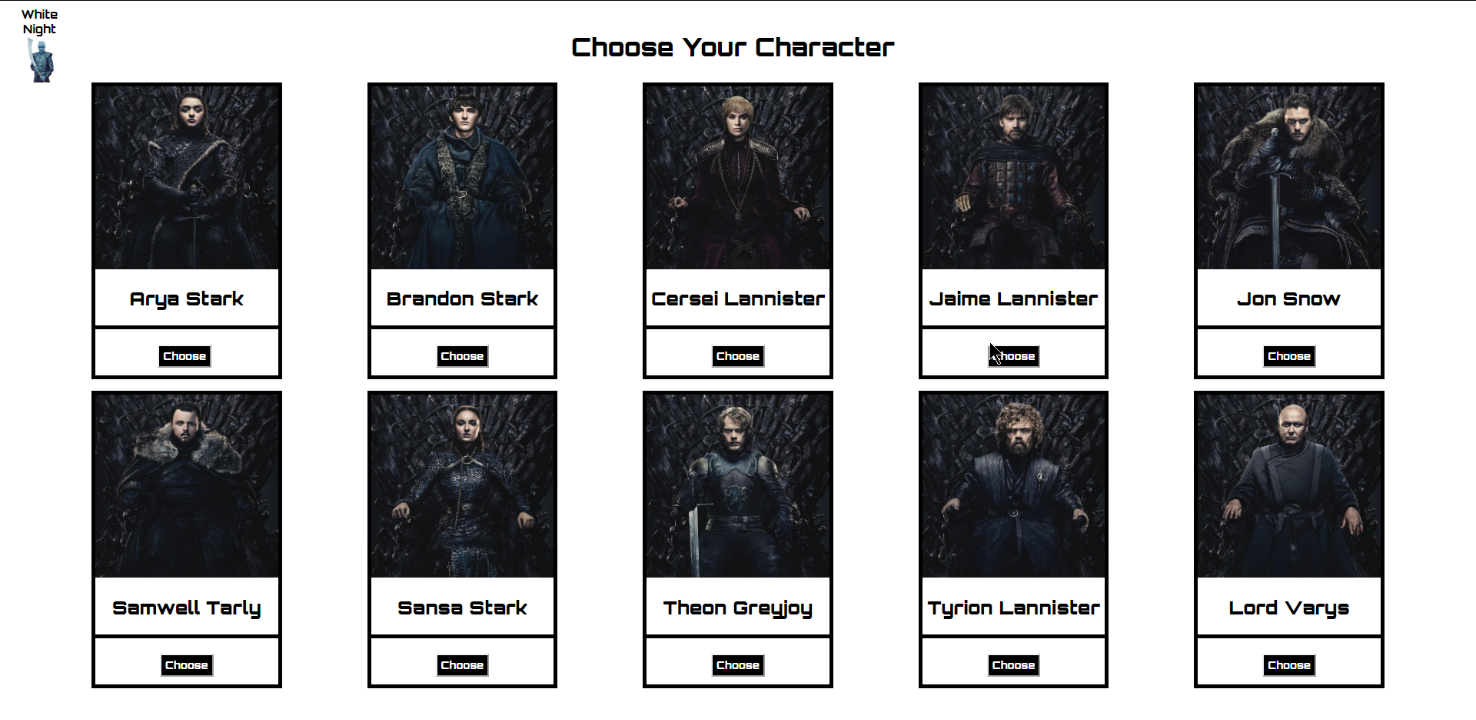 White
Night
Choose Your Character
Arya Stark
Brandon Stark
Cersei Lannister
Jaime Lannister
Jon Snow
Choose
Choose
Choose
Choose
Choose
Samwell Tarly
Sansa Stark
Theon Greyjoy
Tyrion Lannister
Lord Varys
Choose
Choose
Choose
Choose
Choose